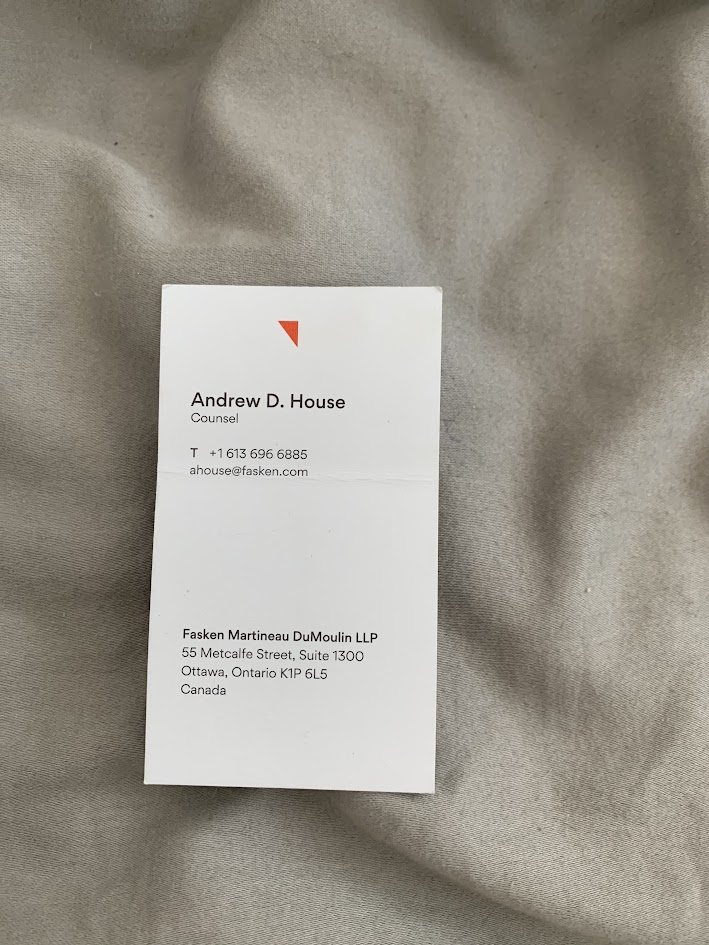 Andrew D. House
Counsel
T +1 613 696 6885
ahouse@fasken.com
Fasken Martineau DuMoulin LLP
55 Metcalfe Street, Suite 1300
Ottawa, Ontario K1P 6L5
Canada